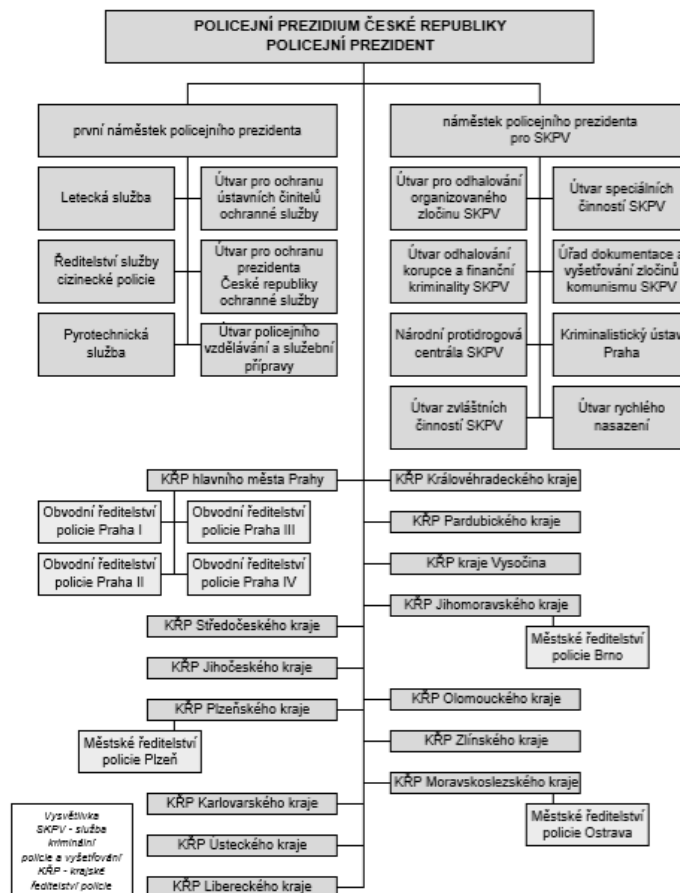 POLICEJNÍ PREZIDIUM ČESKÉ REPUBLIKY
POLICEJNÍ PREZIDENT
první náměstek policejního prezidenta
Letecká služba
Útvar pro ochranu
ústavních činitelů
ochranné služby
Ředitelství služby
cizinecké policie
Útvar pro ochranu
prezidenta
České republiky
ochranné služby
Pyrotechnická
služba
Útvar policejního
vzdělávání a služební
přípravy
náměstek policejního prezidenta
pro SKPV
Útvar pro odhalování
organizovaného
zločinu SKPV
Útvar speciálních
činností SKPV
Útvar odhalování
korupce a finanční
kriminality SKPV
Úřad dokumentace a
vyšetřování zločinů
komunismu SKPV
Národní protidrogová
centrála SKPV
Kriminalistický ústav
Praha
Útvar zvláštních
činností SKPV
Útvar rychlého
nasazení
KŘP hlavního města Prahy
Obvodní ředitelství
policie Praha I
Obvodní ředitelství
policie Praha III
Obvodní ředitelství
policie Praha II
Obvodní ředitelství
policie Praha IV
KŘP Středočeského kraje
KŘP Jihočeského kraje
KŘP Plzeňského kraje
Městské ředitelství
policie Plzeň
KŘP Karlovarského kraje
KŘP Ústeckého kraje
KŘP Libereckého kraje
KŘP Královéhradeckého kraje
KŘP Pardubického kraje
KŘP kraje Vysočina
KŘP Jihomoravského kraje
Městské ředitelství
policie Brno
KŘP Olomouckého kraje
KŘP Zlínského kraje
KŘP Moravskoslezského kraje
Městské ředitelství
policie Ostrava
Vysvětlivka
SKPV - služba
kriminální
policie a vyšetřování
KŘP - krajské
ředitelství policie